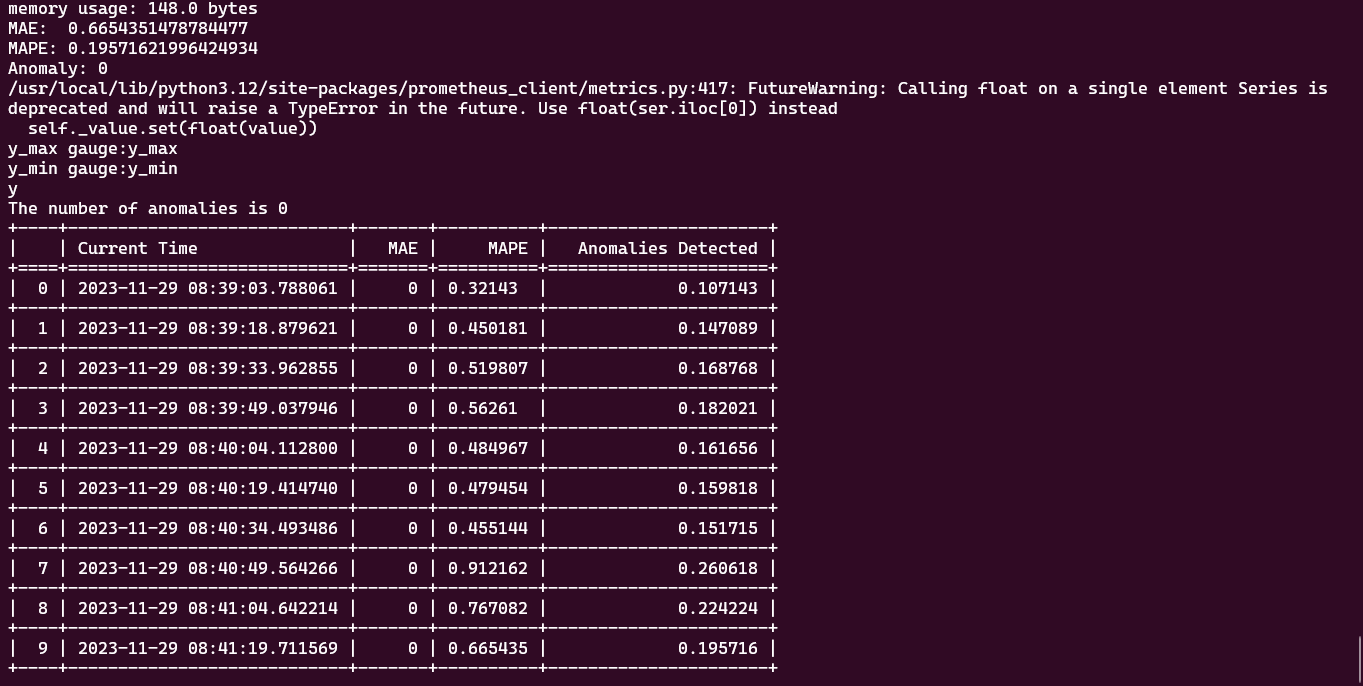 memory usage: 148.0 bytes
MAE:  0.6654351478784477
MAPE: 0.19571621996424934
Anomaly: 0
/usr/local/lib/python3.12/site-packages/prometheus_client/metrics.py:417: FutureWarning: Calling float on a single element Series is
deprecated and will raise a TypeError in the future. Use float(ser.iloc[0]) instead
  self._value.set(float(value))
y_max gauge:y_max
y_min gauge:y_min
y
The number of anomalies is 0
+----+----------------------------+-------+----------+----------------------+
|    | Current Time               |   MAE |     MAPE |   Anomalies Detected |
+====+============================+=======+==========+======================+
|  0 | 2023-11-29 08:39:03.788061 |     0 | 0.32143  |             0.107143 |
+----+----------------------------+-------+----------+----------------------+
|  1 | 2023-11-29 08:39:18.879621 |     0 | 0.450181 |             0.147089 |
+----+----------------------------+-------+----------+----------------------+
|  2 | 2023-11-29 08:39:33.962855 |     0 | 0.519807 |             0.168768 |
+----+----------------------------+-------+----------+----------------------+
|  3 | 2023-11-29 08:39:49.037946 |     0 | 0.56261  |             0.182021 |
+----+----------------------------+-------+----------+----------------------+
|  4 | 2023-11-29 08:40:04.112800 |     0 | 0.484967 |             0.161656 |
+----+----------------------------+-------+----------+----------------------+
|  5 | 2023-11-29 08:40:19.414740 |     0 | 0.479454 |             0.159818 |
+----+----------------------------+-------+----------+----------------------+
|  6 | 2023-11-29 08:40:34.493486 |     0 | 0.455144 |             0.151715 |
+----+----------------------------+-------+----------+----------------------+
|  7 | 2023-11-29 08:40:49.564266 |     0 | 0.912162 |             0.260618 |
+----+----------------------------+-------+----------+----------------------+
|  8 | 2023-11-29 08:41:04.642214 |     0 | 0.767082 |             0.224224 |
+----+----------------------------+-------+----------+----------------------+
|  9 | 2023-11-29 08:41:19.711569 |     0 | 0.665435 |             0.195716 |
+----+----------------------------+-------+----------+----------------------+